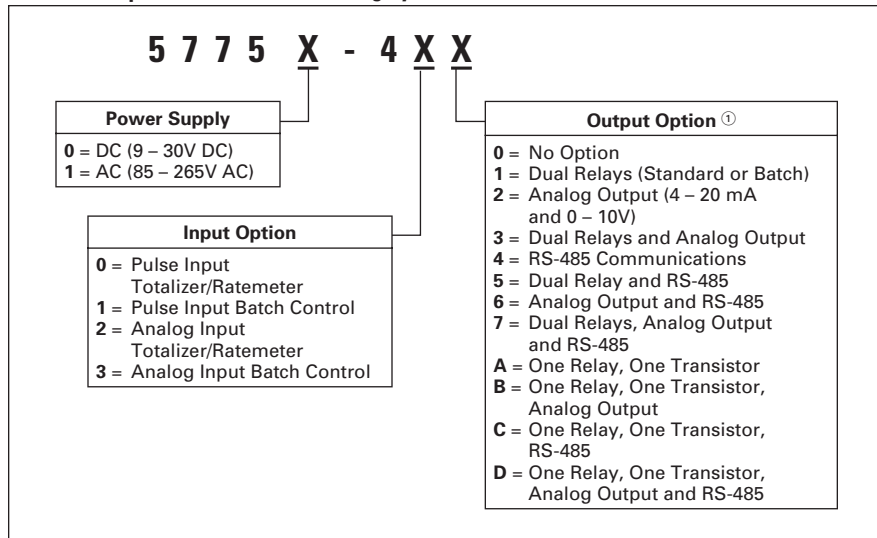 5 7 7 5 X - 4 X X
Power Supply
0 = DC (9 – 30V DC)
1 = AC (85 – 265V AC)
Input Option
0 = Pulse Input
Totalizer/Ratemeter
1 = Pulse Input Batch Control
2 = Analog Input
Totalizer/Ratemeter
3 = Analog Input Batch Control
Output Option ①
0 = No Option
1 = Dual Relays (Standard or Batch)
2 = Analog Output (4 – 20 mA
and 0 – 10V)
3 = Dual Relays and Analog Output
4 = RS-485 Communications
5 = Dual Relay and RS-485
6 = Analog Output and RS-485
7 = Dual Relays, Analog Output
and RS-485
A = One Relay, One Transistor
B = One Relay, One Transistor,
Analog Output
C = One Relay, One Transistor,
RS-485
D = One Relay, One Transistor,
Analog Output and RS-485